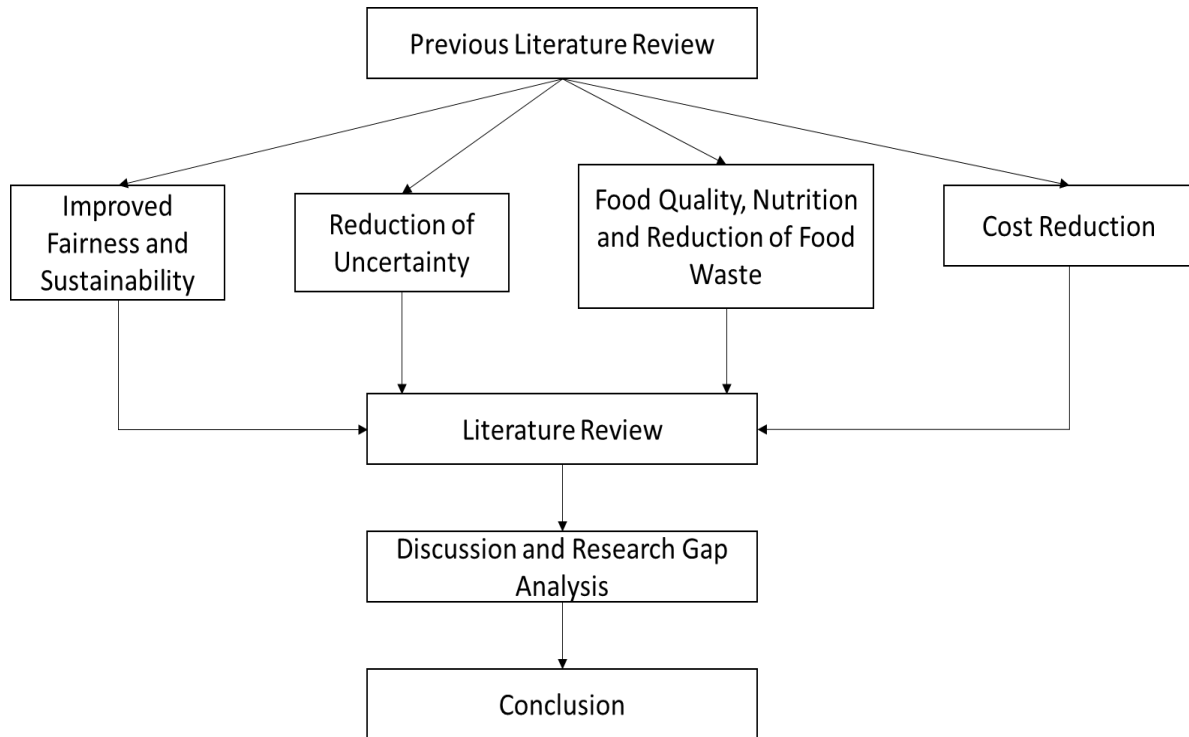 Previous Literature Review
Improved
Fairness and
Sustainability
Reduction of
Uncertainty
Food Quality, Nutrition
and Reduction of Food
Waste
Cost Reduction
Literature Review
Discussion and Research Gap
Analysis
Conclusion